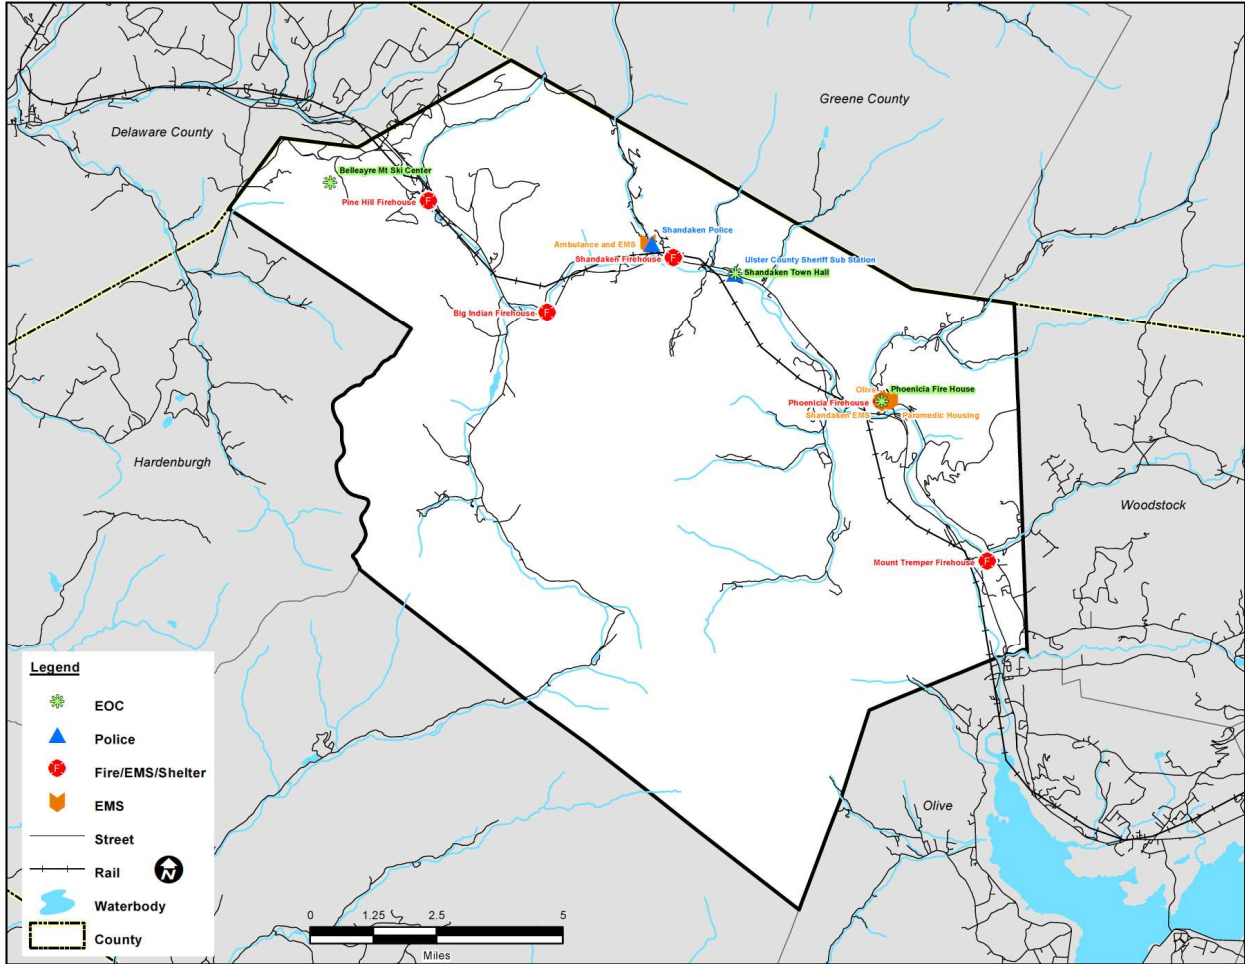 Greene County
Delaware County
Belleayre Mt Ski Center
Pine Hill Firehouse
F
Shandaken Police
Ambulance and EMS
Shandaken Firehouse
F
Ulster County Sheriff Sub Station
Shandaken Town Hall
Big Indian Firehouse
F
Olive
Phoenicia Fire House
Phoenicia Firehouse
Shandaken EMS
Paramedic Housing
Hardenburgh
Woodstock
Mount Tremper Firehouse
F
Legend
EOC
Police
F
Fire/EMS/Shelter
EMS
Street
Rail
N
Waterbody
County
Olive
0 1.25 2.5 5
Miles